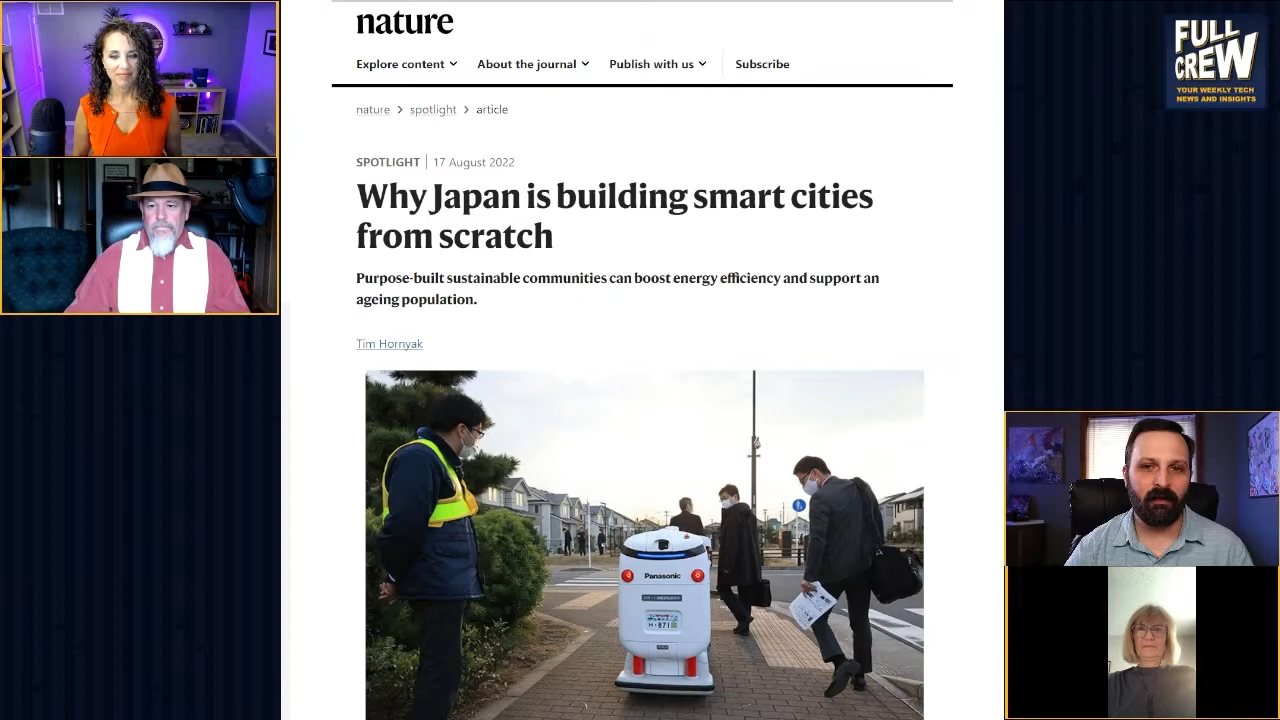 nature
Explore content
About the journal
Publish with us
Subscribe
nature > spotlight > article
SPOTLIGHT | 17 August 2022
Why Japan is building smart cities
from scratch
Purpose-built sustainable communities can boost energy efficiency and support an
ageing population.
Tim Hornyak
Panasonic
FULL
CREW
YOUR WEEKLY TECH
NEWS AND INSIGHTS